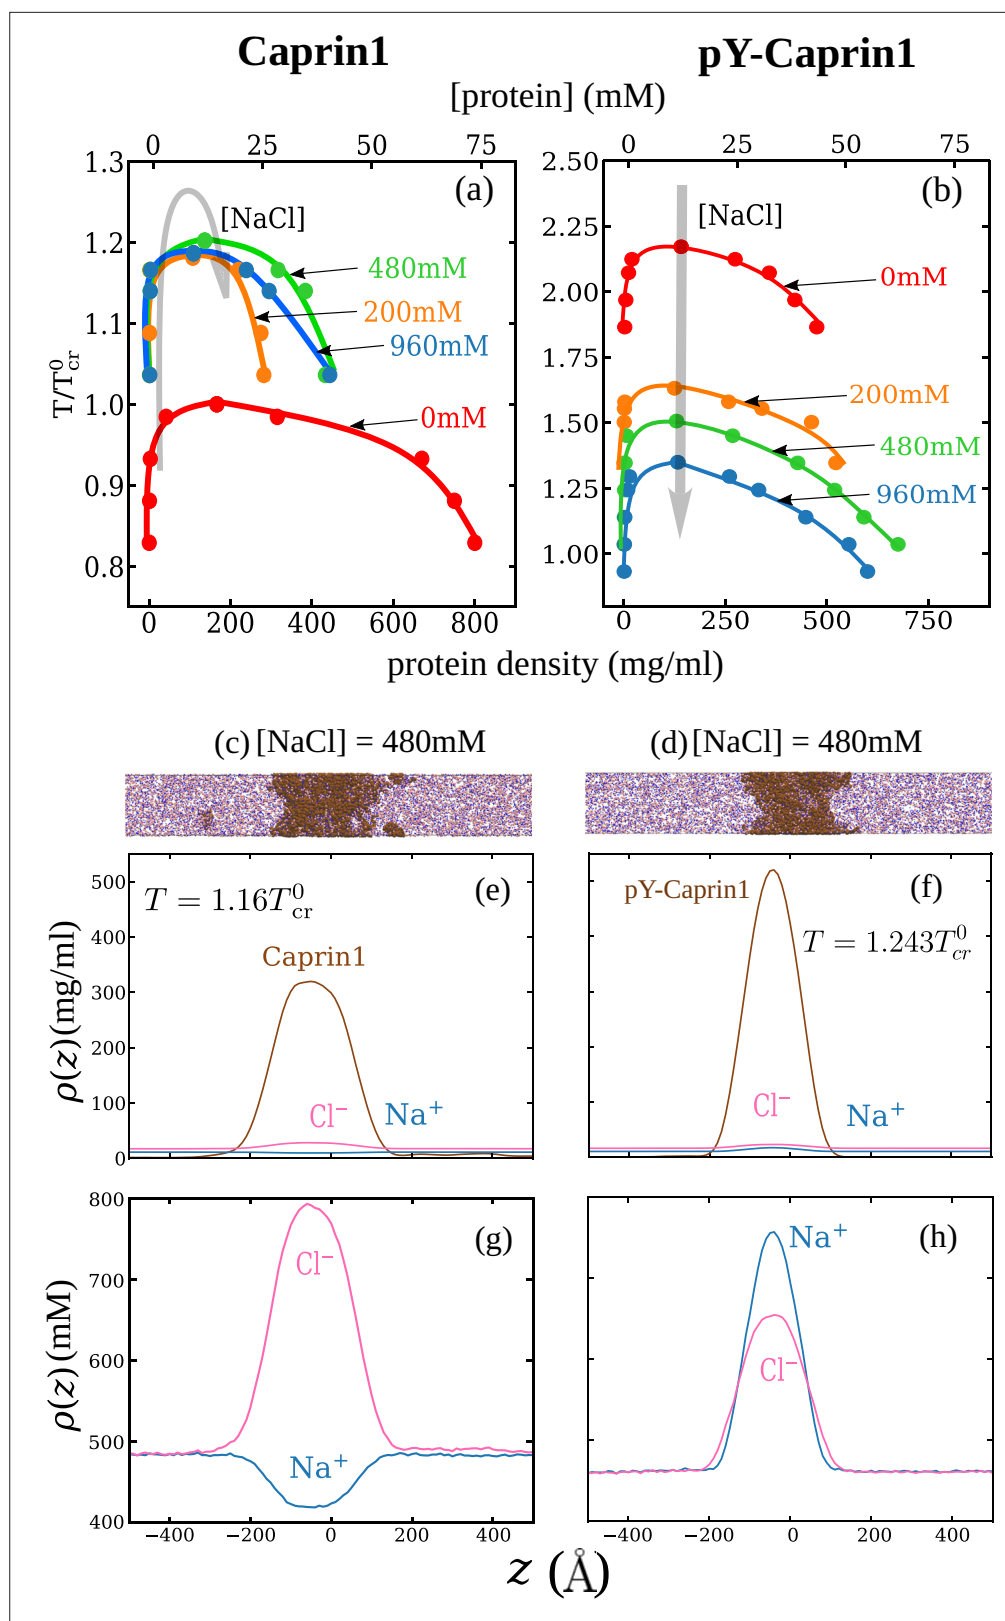 Caprin1
pY-Caprin1
[protein] (mM)
0 25 50 75
0 25 50 75
1.3
1.2
1.1
1.0
0.9
0.8
T/T⁰cr
(a)
[NaCl]
480mM
200mM
960mM
0mM
0 200 400 600 800
2.50
2.25
2.00
1.75
1.50
1.25
1.00
(b)
[NaCl]
0mM
200mM
480mM
960mM
0 250 500 750
protein density (mg/ml)
(c) [NaCl] = 480mM
(d) [NaCl] = 480mM
500
400
300
200
100
0
ρ(z) (mg/ml)
T = 1.16T⁰cr
(e)
Caprin1
Cl⁻
Na⁺
pY-Caprin1
(f)
T = 1.243T⁰cr
Cl⁻
Na⁺
800
700
600
500
400
ρ(z) (mM)
(g)
Cl⁻
Na⁺
−400 −200 0 200 400
Na⁺
(h)
Cl⁻
−400 −200 0 200 400
z (Å)